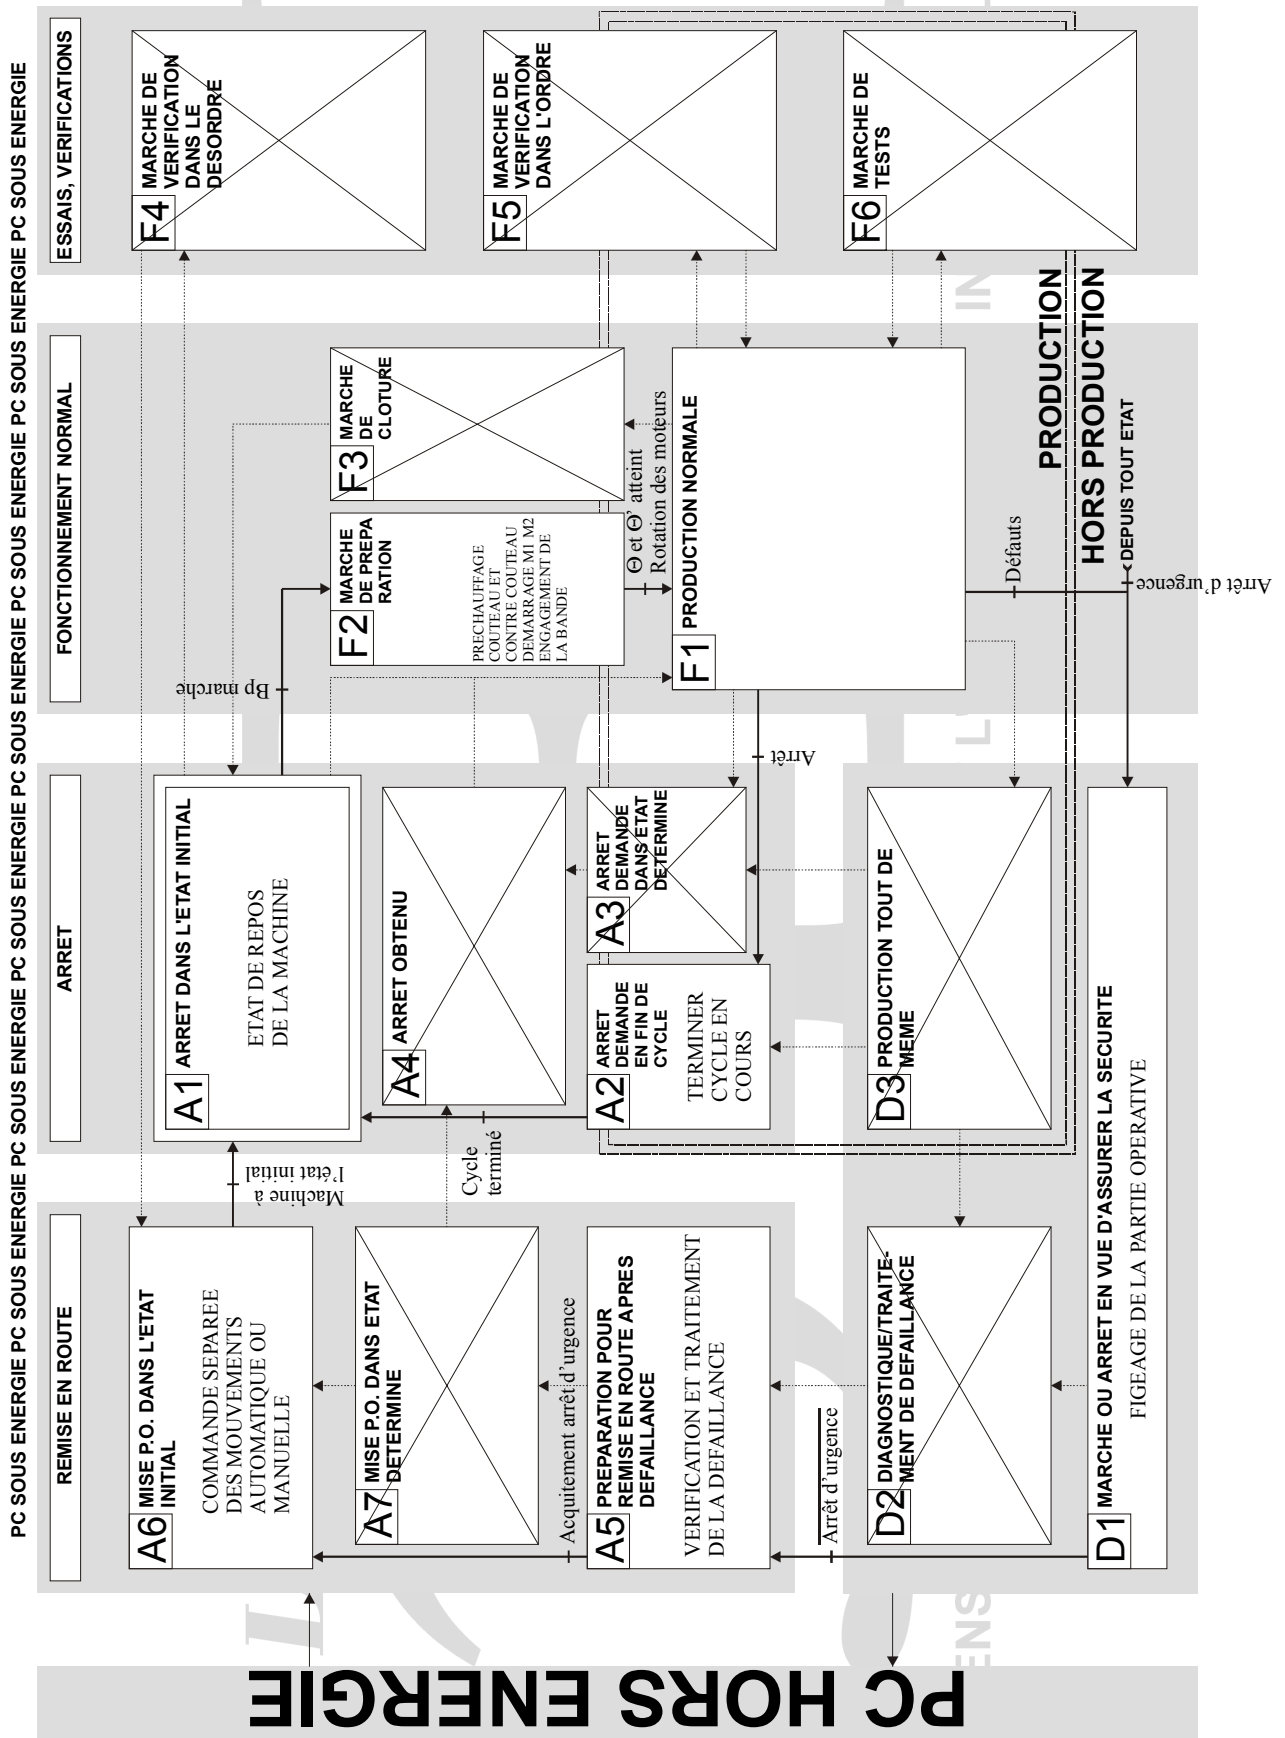 PC SOUS ENERGIE PC SOUS ENERGIE PC SOUS ENERGIE PC SOUS ENERGIE PC SOUS ENERGIE PC SOUS ENERGIE PC SOUS ENERGIE
PC HORS ENERGIE
REMISE EN ROUTE
A6 MISE P.O. DANS L'ETAT
INITIAL
COMMANDE SEPAREE
DES MOUVEMENTS
AUTOMATIQUE OU
MANUELLE
Machine à
l'état initial
A7 MISE P.O. DANS ETAT
DETERMINE
Acquitement arrêt d'urgence
A5 PREPARATION POUR
REMISE EN ROUTE APRES
DEFAILLANCE
VERIFICATION ET TRAITEMENT
DE LA DEFAILLANCE
Arrêt d'urgence
D2 DIAGNOSTIQUE/TRAITE-
MENT DE DEFAILLANCE
D1 MARCHE OU ARRET EN VUE D'ASSURER LA SECURITE
FIGEAGE DE LA PARTIE OPERATIVE
ARRET
A1 ARRET DANS L'ETAT INITIAL
ETAT DE REPOS
DE LA MACHINE
A4 ARRET OBTENU
Cycle
terminé
A2 ARRET
DEMANDE
EN FIN DE
CYCLE
TERMINER
CYCLE EN
COURS
A3 ARRET
DEMANDE
DANS ETAT
DETERMINE
Arrêt
D3 PRODUCTION TOUT DE
MEME
FONCTIONNEMENT NORMAL
Bp marche
F2 MARCHE
DE PREPA
RATION
PRECHAUFFAGE
COUTEAU ET
CONTRE COUTEAU
DEMARRAGE M1 M2
ENGAGEMENT DE
LA BANDE
F3 MARCHE
DE
CLOTURE
Θ et Θ' atteint
Rotation des moteurs
F1 PRODUCTION NORMALE
Défauts
PRODUCTION
HORS PRODUCTION
DEPUIS TOUT ETAT
Arrêt d'urgence
ESSAIS, VERIFICATIONS
F4 MARCHE DE
VERIFICATION
DANS LE
DESORDRE
F5 MARCHE DE
VERIFICATION
DANS L'ORDRE
F6 MARCHE DE
TESTS